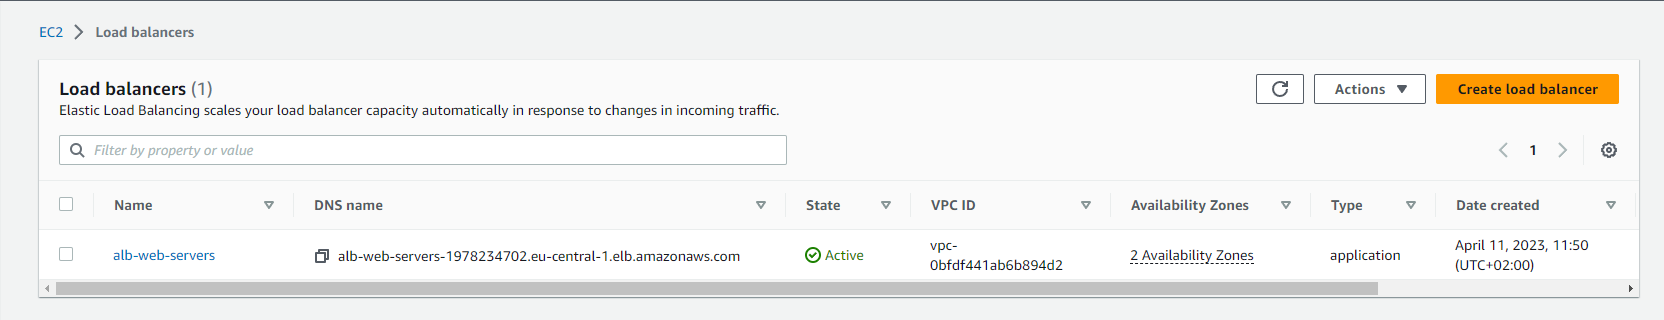 EC2 Load balancers
Load balancers (1)
Elastic Load Balancing scales your load balancer capacity automatically in response to changes in incoming traffic.
Actions
Create load balancer
Filter by property or value
1
Name DNS name State VPC ID Availability Zones Type Date created
alb-web-servers alb-web-servers-1978234702.eu-central-1.elb.amazonaws.com Active vpc- 2 Availability Zones application April 11, 2023, 11:50
0bfdf441ab6b894d2 (UTC+02:00)